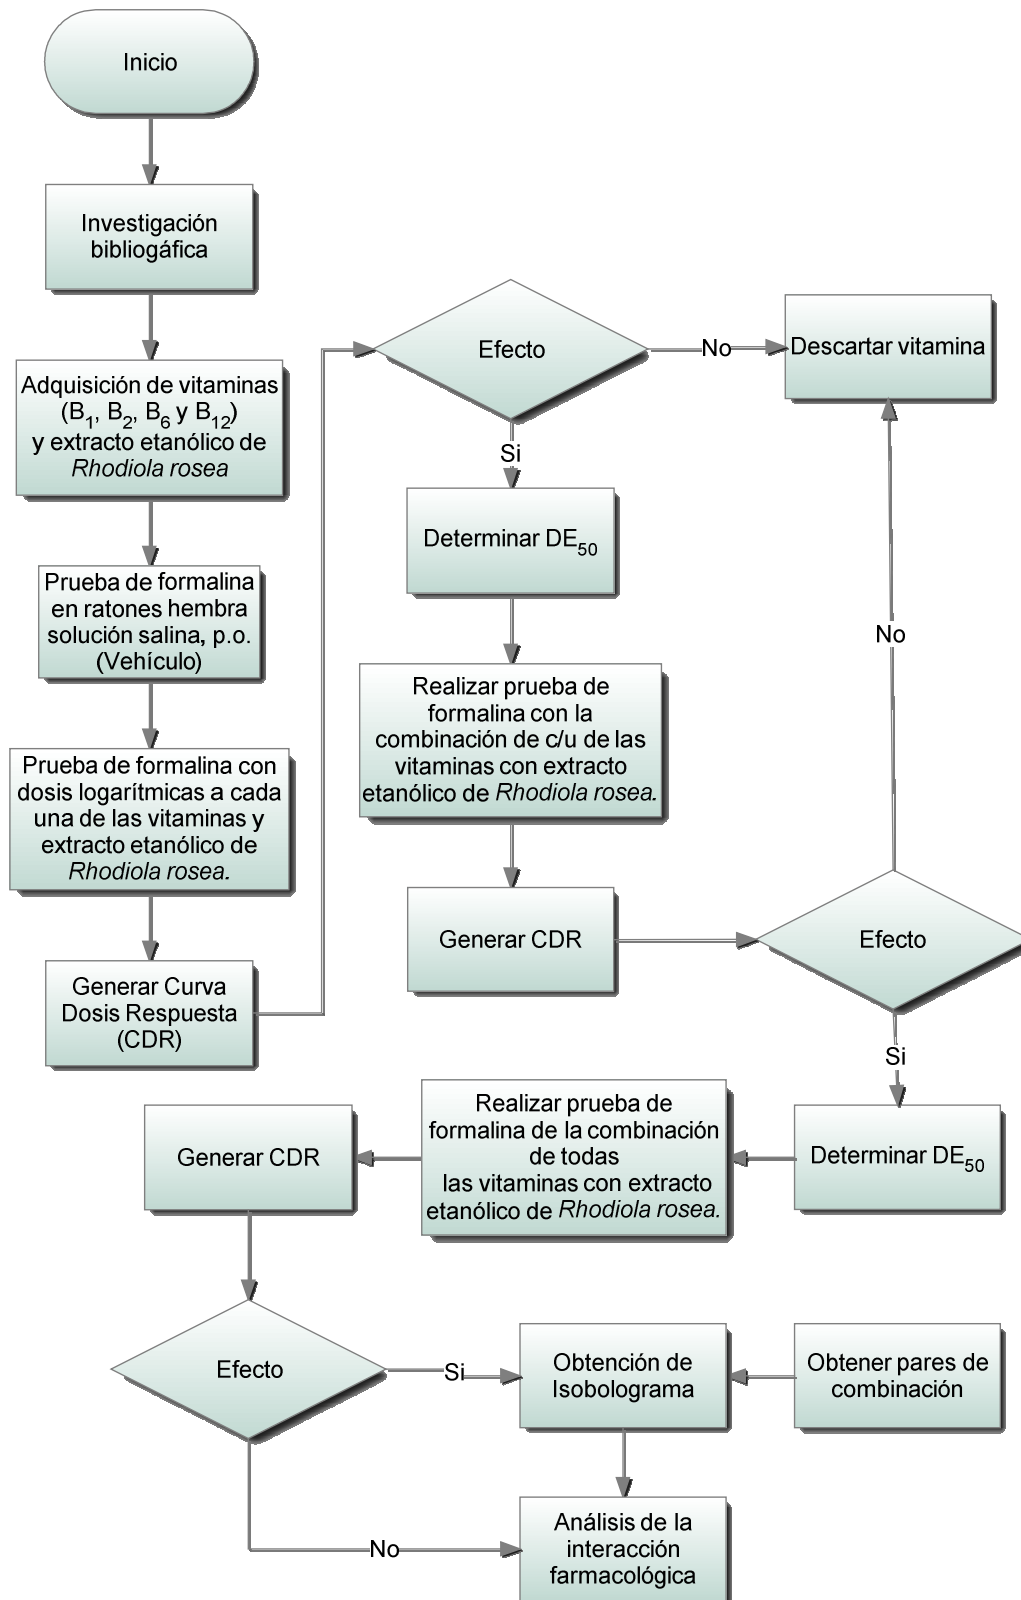 Inicio
Investigación
bibliogáfica
Adquisición de vitaminas
(B1, B2, B6 y B12)
y extracto etanólico de
Rhodiola rosea
Prueba de formalina
en ratones hembra
solución salina, p.o.
(Vehículo)
Prueba de formalina con
dosis logarítmicas a cada
una de las vitaminas y
extracto etanólico de
Rhodiola rosea.
Generar Curva
Dosis Respuesta
(CDR)
Efecto
No
Descartar vitamina
Si
Determinar DE50
Realizar prueba de
formalina con la
combinación de c/u de las
vitaminas con extracto
etanólico de Rhodiola rosea.
Generar CDR
Efecto
No
Si
Determinar DE50
Realizar prueba de
formalina de la combinación
de todas
las vitaminas con extracto
etanólico de Rhodiola rosea.
Generar CDR
Efecto
Si
Obtención de
Isobolograma
Obtener pares de
combinación
No
Análisis de la
interacción
farmacológica